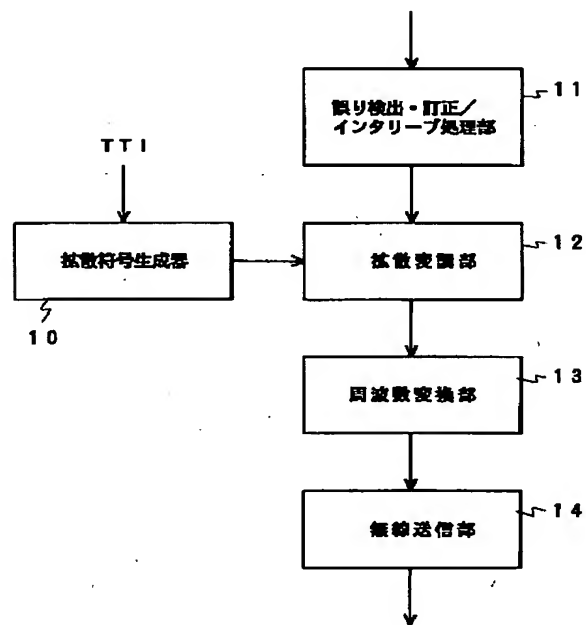 誤り検出・訂正/
インタリーブ処理部
11
TTI
拡散符号生成器
10
拡散変調部
12
周波数変換部
13
無線送信部
14